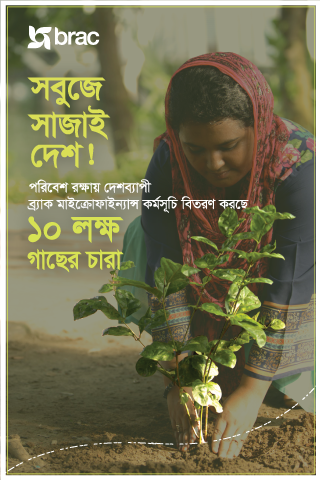 brac
সবুজে
সাজাই
দেশ!
পরিবেশ রক্ষায় দেশব্যাপী
ব্র্যাক মাইক্রোফাইন্যান্স কর্মসূচি বিতরণ করছে
১০ লক্ষ
গাছের চারা